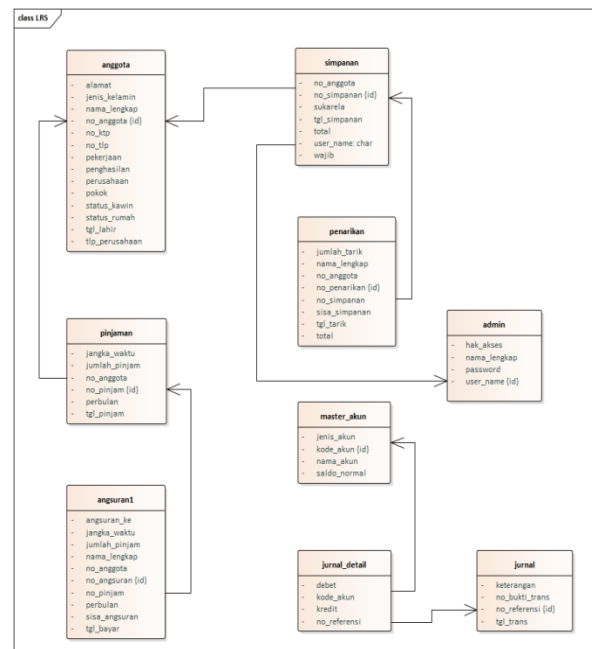 class LRS
anggota
- alamat
- jenis_kelamin
- nama_lengkap
- no_anggota {id}
- no_ktp
- no_tlp
- pekerjaan
- penghasilan
- perusahaan
- pokok
- status_kawin
- status_rumah
- tgl_lahir
- tlp_perusahaan
simpanan
- no_anggota
- no_simpanan {id}
- sukarela
- tgl_simpanan
- total
- user_name: char
- wajib
penarikan
- jumlah_tarik
- nama_lengkap
- no_anggota
- no_penarikan {id}
- no_simpanan
- sisa_simpanan
- tgl_tarik
- total
pinjaman
- jangka_waktu
- jumlah_pinjam
- no_anggota
- no_pinjam {id}
- perbulan
- tgl_pinjam
admin
- hak_akses
- nama_lengkap
- password
- user_name {id}
master_akun
- jenis_akun
- kode_akun {id}
- nama_akun
- saldo_normal
angsuran1
- angsuran_ke
- jangka_waktu
- jumlah_pinjam
- nama_lengkap
- no_anggota
- no_angsuran {id}
- no_pinjam
- perbulan
- sisa_angsuran
- tgl_bayar
jurnal_detail
- debet
- kode_akun
- kredit
- no_referensi
jurnal
- keterangan
- no_bukti_trans
- no_referensi {id}
- tgl_trans